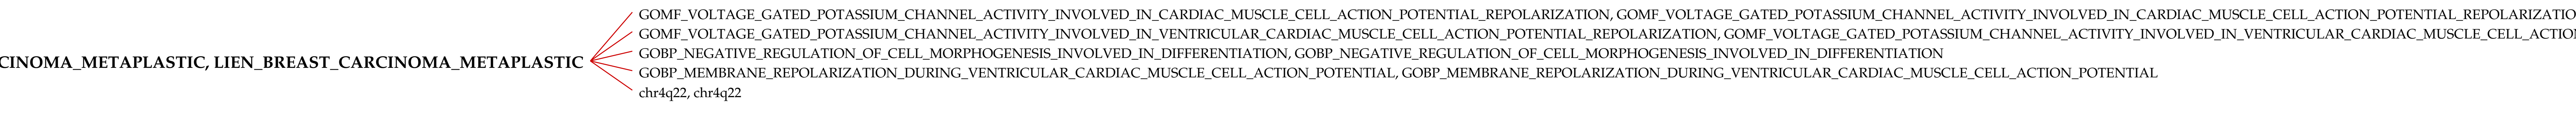 GOMF_VOLTAGE_GATED_POTASSIUM_CHANNEL_ACTIVITY_INVOLVED_IN_CARDIAC_MUSCLE_CELL_ACTION_POTENTIAL_REPOLARIZATION, GOMF_VOLTAGE_GATED_POTASSIUM_CHANNEL_ACTIVITY_INVOLVED_IN_CARDIAC_MUSCLE_CELL_ACTION_POTENTIAL_REPOLARIZATIO
GOMF_VOLTAGE_GATED_POTASSIUM_CHANNEL_ACTIVITY_INVOLVED_IN_VENTRICULAR_CARDIAC_MUSCLE_CELL_ACTION_POTENTIAL_REPOLARIZATION, GOMF_VOLTAGE_GATED_POTASSIUM_CHANNEL_ACTIVITY_INVOLVED_IN_VENTRICULAR_CARDIAC_MUSCLE_CELL_ACTIO
GOBP_NEGATIVE_REGULATION_OF_CELL_MORPHOGENESIS_INVOLVED_IN_DIFFERENTIATION, GOBP_NEGATIVE_REGULATION_OF_CELL_MORPHOGENESIS_INVOLVED_IN_DIFFERENTIATION
CINOMA_METAPLASTIC, LIEN_BREAST_CARCINOMA_METAPLASTIC
GOBP_MEMBRANE_REPOLARIZATION_DURING_VENTRICULAR_CARDIAC_MUSCLE_CELL_ACTION_POTENTIAL, GOBP_MEMBRANE_REPOLARIZATION_DURING_VENTRICULAR_CARDIAC_MUSCLE_CELL_ACTION_POTENTIAL
chr4q22, chr4q22